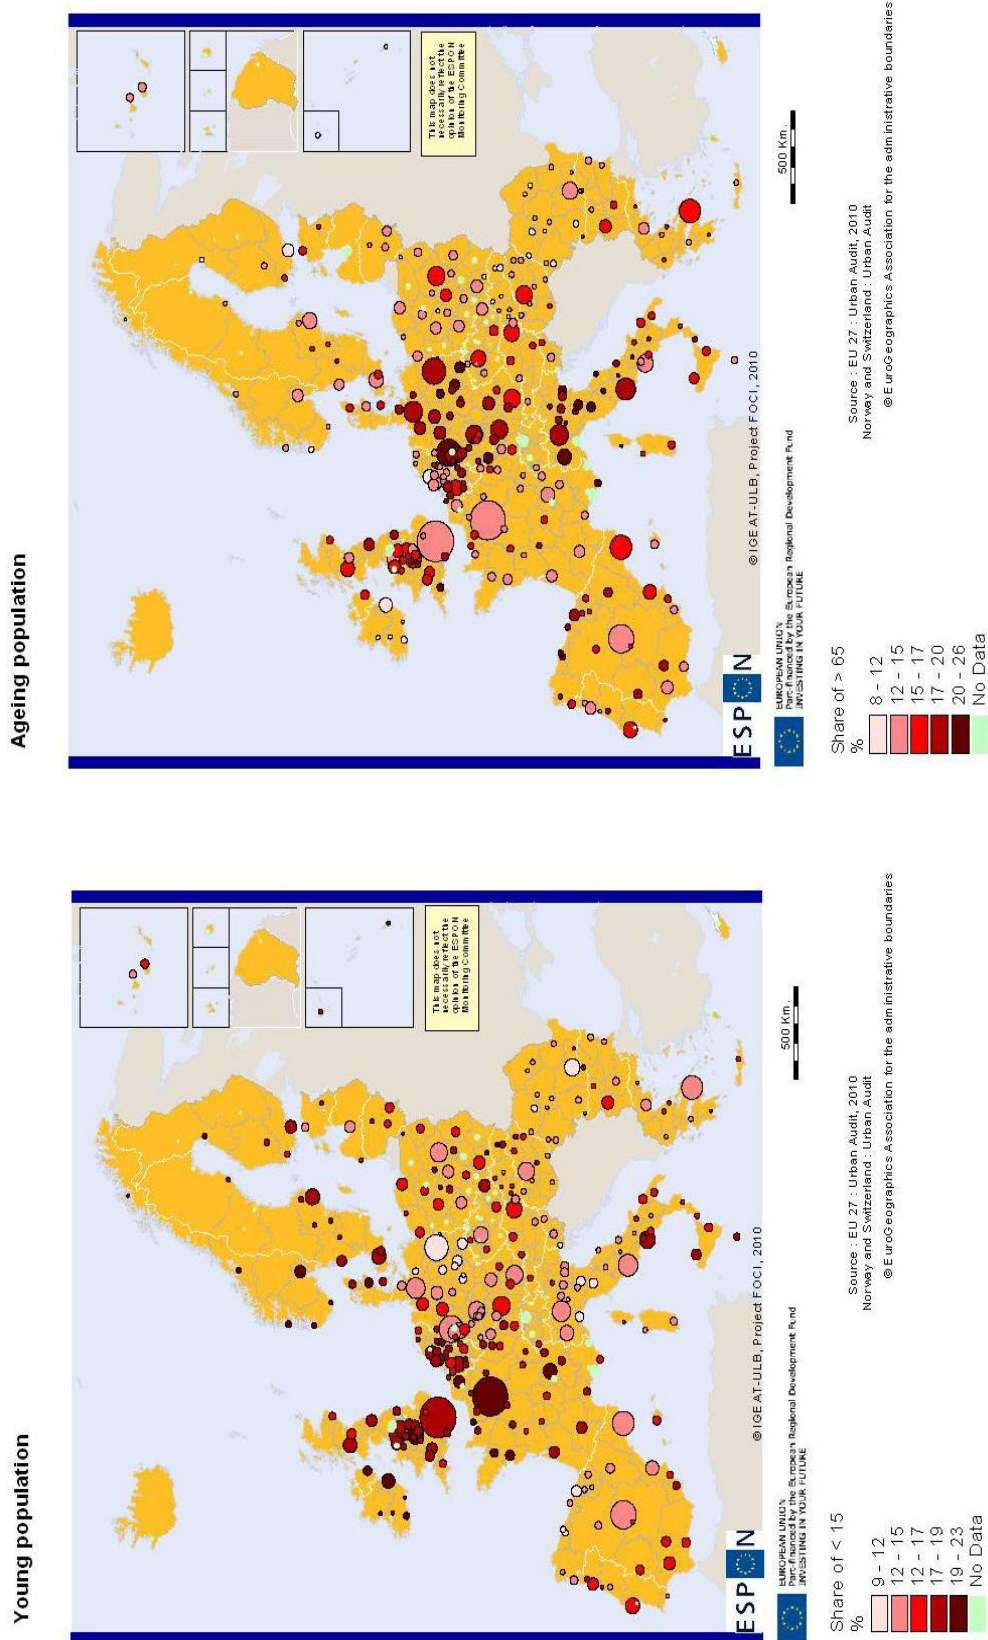 Young population
This map does not
necessarily reflect the
opinion of the ESPON
Monitoring Committee
© IGEAT-ULB, Project FOCI, 2010
500 Km.
ESPON
EUROPEAN UNION
Part-financed by the European Regional Development Fund
INVESTING IN YOUR FUTURE
Source : EU 27 : Urban Audit, 2010
Norway and Switzerland : Urban Audit
© EuroGeographics Association for the administrative boundaries
Share of < 15
%
9 - 12
12 - 15
12 - 17
17 - 19
19 - 23
No Data
Ageing population
This map does not
necessarily reflect the
opinion of the ESPON
Monitoring Committee
© IGEAT-ULB, Project FOCI, 2010
500 Km.
ESPON
EUROPEAN UNION
Part-financed by the European Regional Development Fund
INVESTING IN YOUR FUTURE
Source : EU 27 : Urban Audit, 2010
Norway and Switzerland : Urban Audit
© EuroGeographics Association for the administrative boundaries
Share of > 65
%
8 - 12
12 - 15
15 - 17
17 - 20
20 - 26
No Data